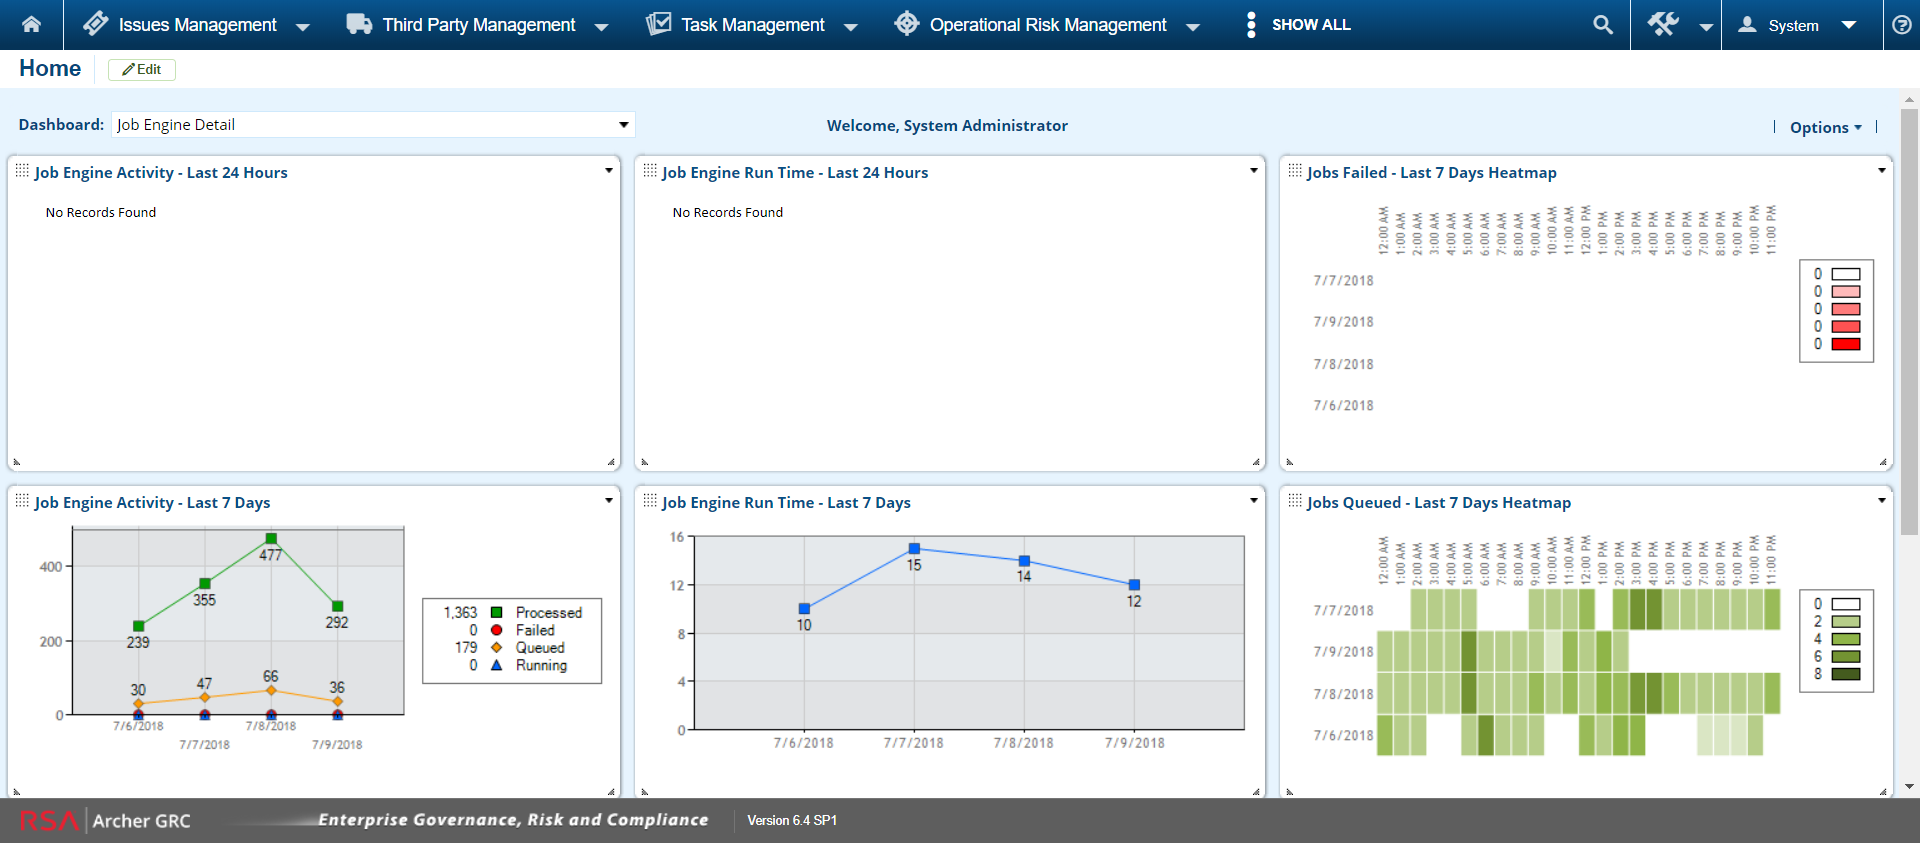 Issues Management Third Party Management Task Management Operational Risk Management SHOW ALL System
Home Edit
Dashboard: Job Engine Detail Welcome, System Administrator Options
Job Engine Activity - Last 24 Hours
No Records Found
Job Engine Run Time - Last 24 Hours
No Records Found
Jobs Failed - Last 7 Days Heatmap
12:00 AM 1:00 AM 2:00 AM 3:00 AM 4:00 AM 5:00 AM 6:00 AM 7:00 AM 8:00 AM 9:00 AM 10:00 AM 11:00 AM 12:00 PM 1:00 PM 2:00 PM 3:00 PM 4:00 PM 5:00 PM 6:00 PM 7:00 PM 8:00 PM 9:00 PM 10:00 PM 11:00 PM
7/7/2018
7/9/2018
7/8/2018
7/6/2018
0
0
0
0
0
Job Engine Activity - Last 7 Days
400
200
0
239
355
477
292
30
47
66
36
7/6/2018
7/7/2018
7/8/2018
7/9/2018
1,363 Processed
0 Failed
179 Queued
0 Running
Job Engine Run Time - Last 7 Days
16
12
8
4
0
10
15
14
12
7/6/2018 7/7/2018 7/8/2018 7/9/2018
Jobs Queued - Last 7 Days Heatmap
12:00 AM 1:00 AM 2:00 AM 3:00 AM 4:00 AM 5:00 AM 6:00 AM 7:00 AM 8:00 AM 9:00 AM 10:00 AM 11:00 AM 12:00 PM 1:00 PM 2:00 PM 3:00 PM 4:00 PM 5:00 PM 6:00 PM 7:00 PM 8:00 PM 9:00 PM 10:00 PM 11:00 PM
7/7/2018
7/9/2018
7/8/2018
7/6/2018
0
2
4
6
8
RSA Archer GRC Enterprise Governance, Risk and Compliance Version 6.4 SP1